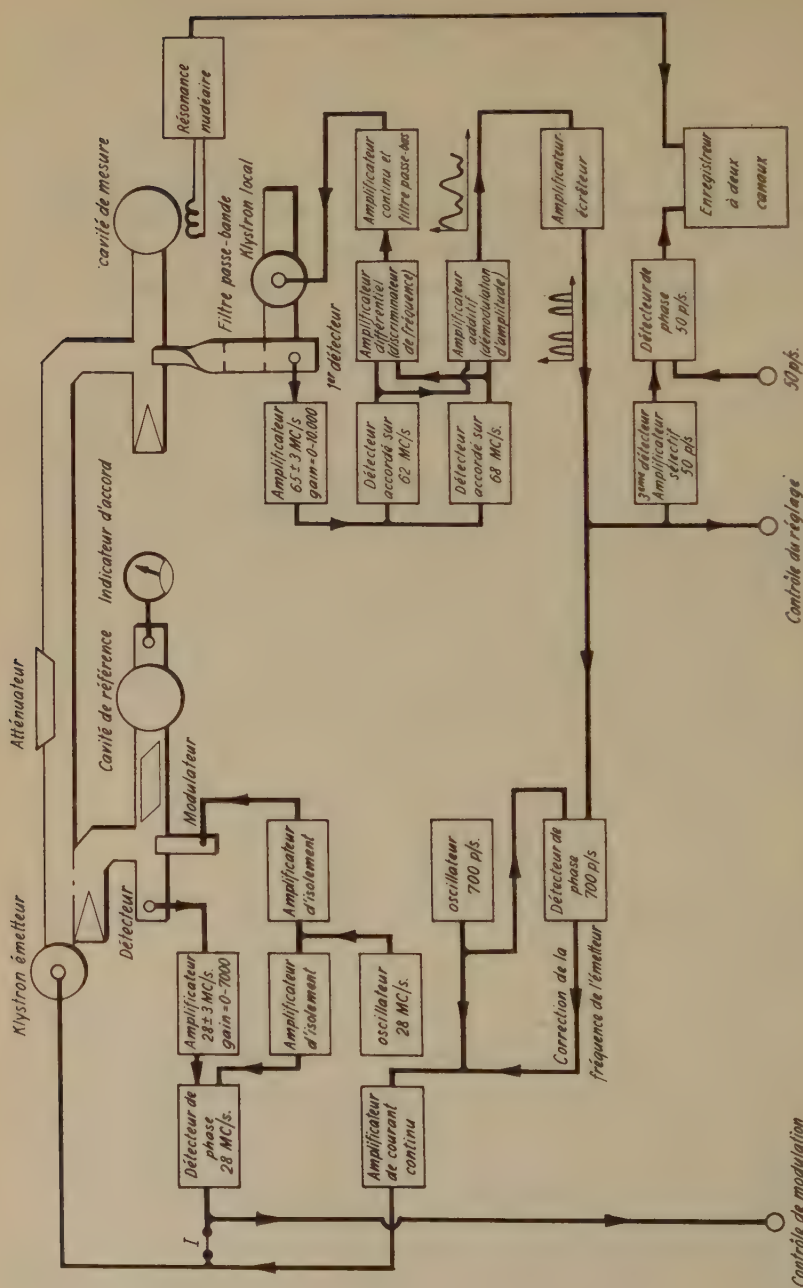 Klystron émetteur
Atténuateur
Cavité de référence
Indicateur d'accord
cavité de mesure
Résonance
nucléaire
Filtre passe-bande
Klystron local
1er détecteur
Détecteur
Modulateur
Amplificateur
28 ± 3 MC/s.
gain = 0-7000
Détecteur de
phase
28 MC/s.
I
Amplificateur
d'isolement
Amplificateur
d'isolement
oscillateur
28 MC/s.
Amplificateur
65 ± 3 MC/s
gain = 0-10.000
Détecteur
accordé sur
62 MC/s
Détecteur
accordé sur
68 MC/s.
Amplificateur
différentiel
(discriminateur
de fréquence)
Amplificateur
continu et
filtre passe-bas
Amplificateur
additif
(démodulation
d'amplitude)
Amplificateur-
écrêteur
oscillateur
700 p/s.
Détecteur de
phase
700 p/s
Correction de la
fréquence de l'émetteur
Amplificateur
de courant
continu
3ème détecteur
Amplificateur
sélectif
50 p/s
Détecteur de
phase
50 p/s.
Enregistreur
à deux
canaux
Contrôle de modulation
Contrôle du réglage
50 p/s.